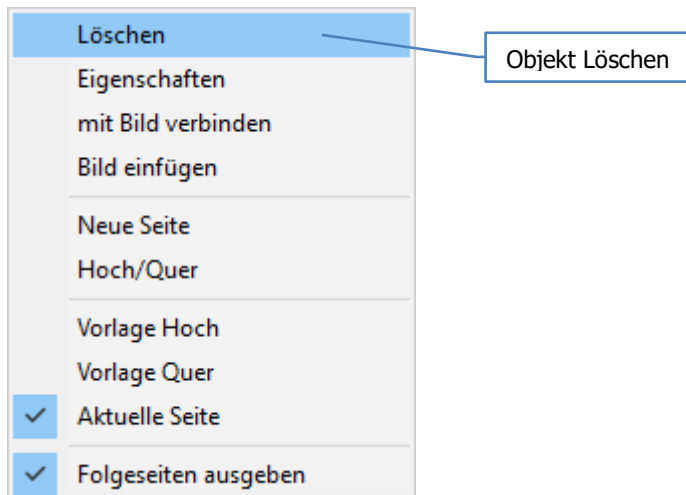 Löschen
Objekt Löschen
Eigenschaften
mit Bild verbinden
Bild einfügen
Neue Seite
Hoch/Quer
Vorlage Hoch
Vorlage Quer
Aktuelle Seite
Folgeseiten ausgeben